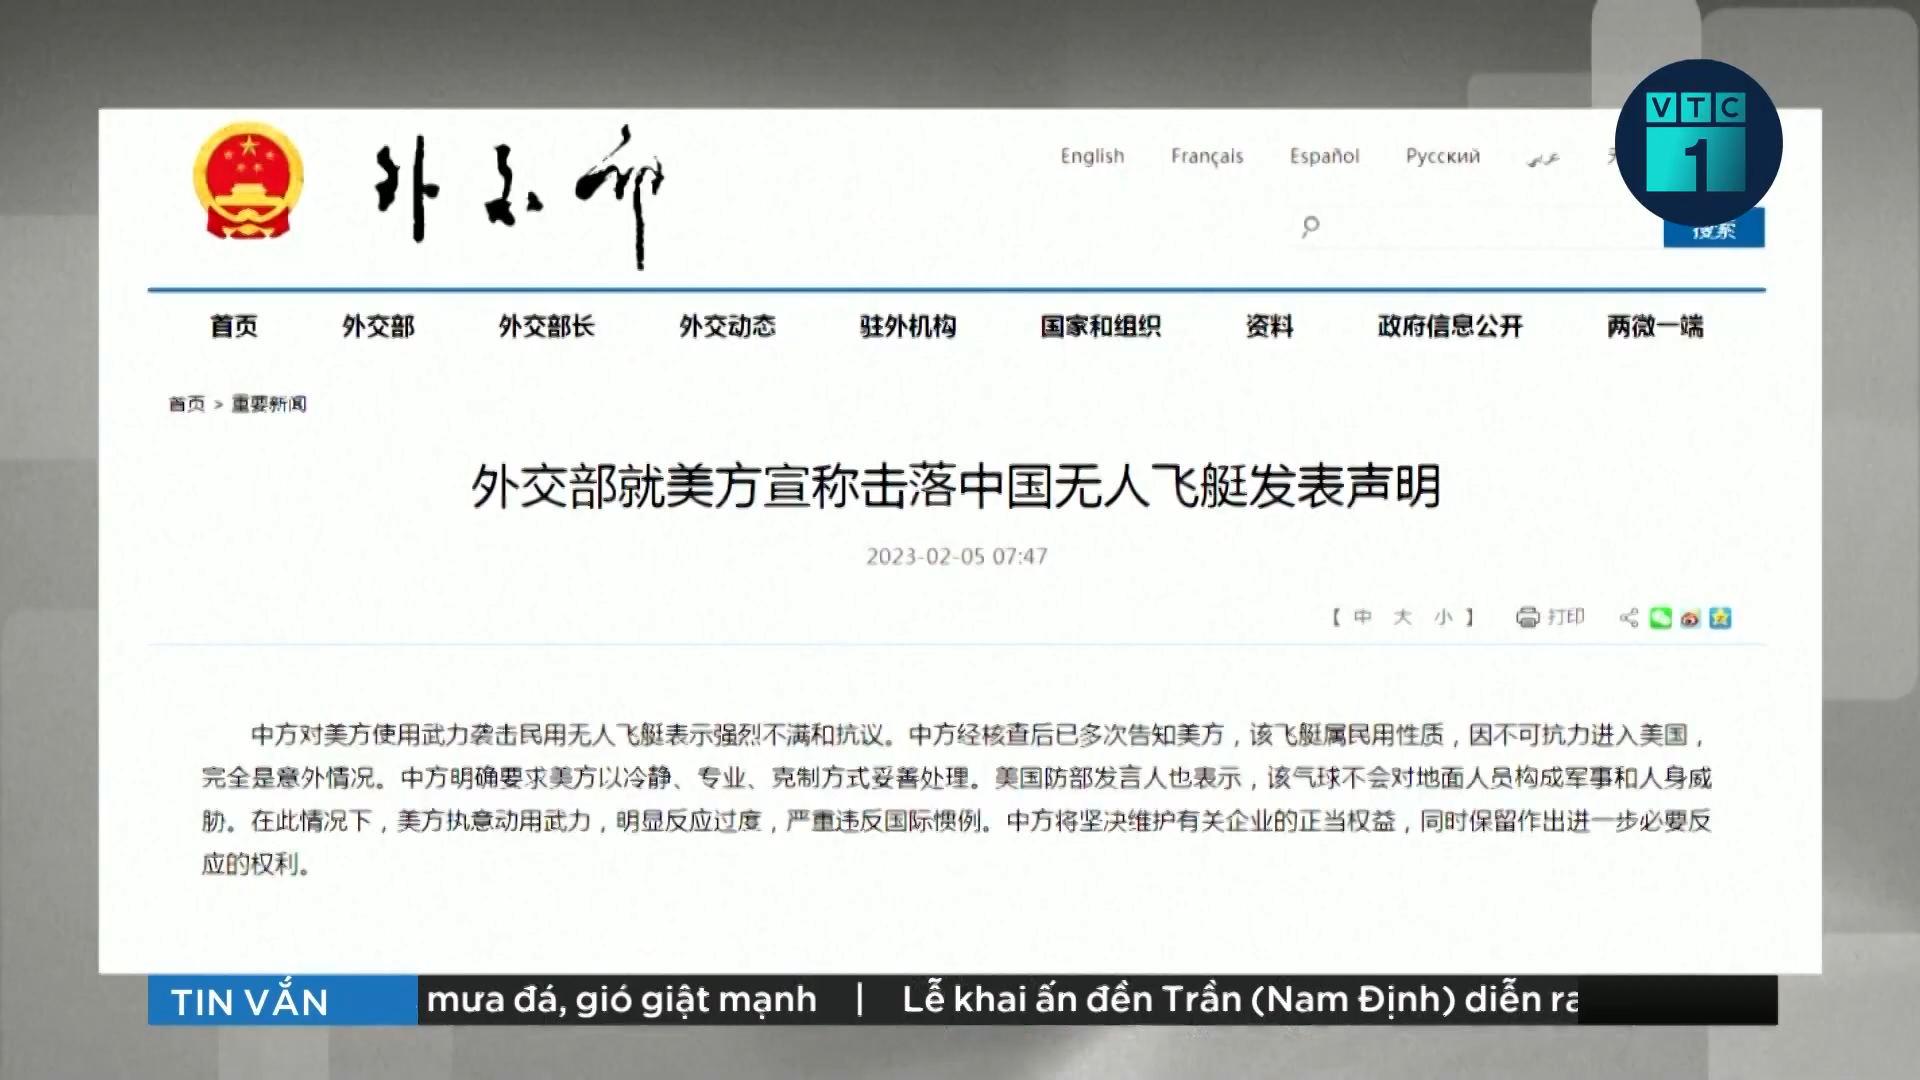 VTC
1
外交部
English Français Español Русский عربي
搜索
首页 外交部 外交部长 外交动态 驻外机构 国家和组织 资料 政府信息公开 两微一端
首页 > 重要新闻
外交部就美方宣称击落中国无人飞艇发表声明
2023-02-05 07:47
【 中 大 小 】 打印
中方对美方使用武力袭击民用无人飞艇表示强烈不满和抗议。中方经核查后已多次告知美方，该飞艇属民用性质，因不可抗力进入美国，
完全是意外情况。中方明确要求美方以冷静、专业、克制方式妥善处理。美国防部发言人也表示，该气球不会对地面人员构成军事和人身威
胁。在此情况下，美方执意动用武力，明显反应过度，严重违反国际惯例。中方将坚决维护有关企业的正当权益，同时保留作出进一步必要反
应的权利。
TIN VẮN mưa đá, gió giật mạnh | Lễ khai ấn đền Trần (Nam Định) diễn ra